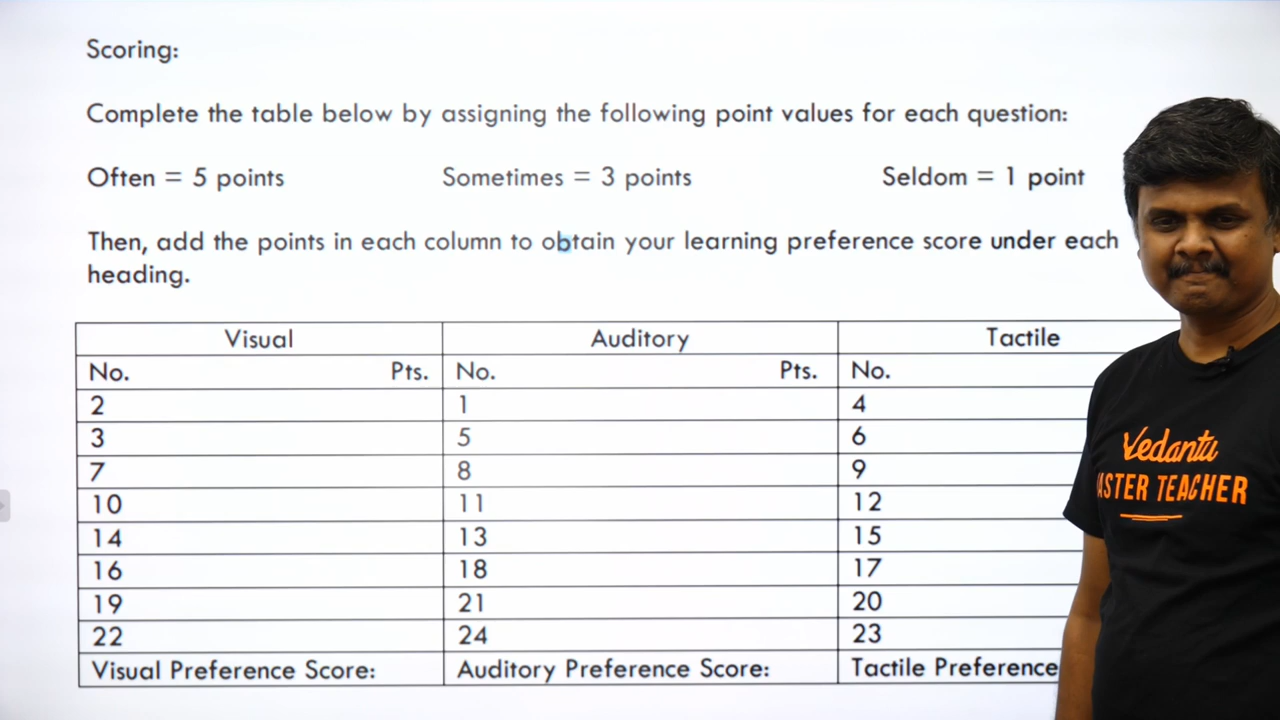 Scoring:
Complete the table below by assigning the following point values for each question:
Often = 5 points Sometimes = 3 points Seldom = 1 point
Then, add the points in each column to obtain your learning preference score under each
heading.
Visual Auditory Tactile
No. Pts. No. Pts. No.
2 1 4
3 5 6
7 8 9
10 11 12
14 13 15
16 18 17
19 21 20
22 24 23
Visual Preference Score: Auditory Preference Score: Tactile Preference
Vedantu
ASTER TEACHER